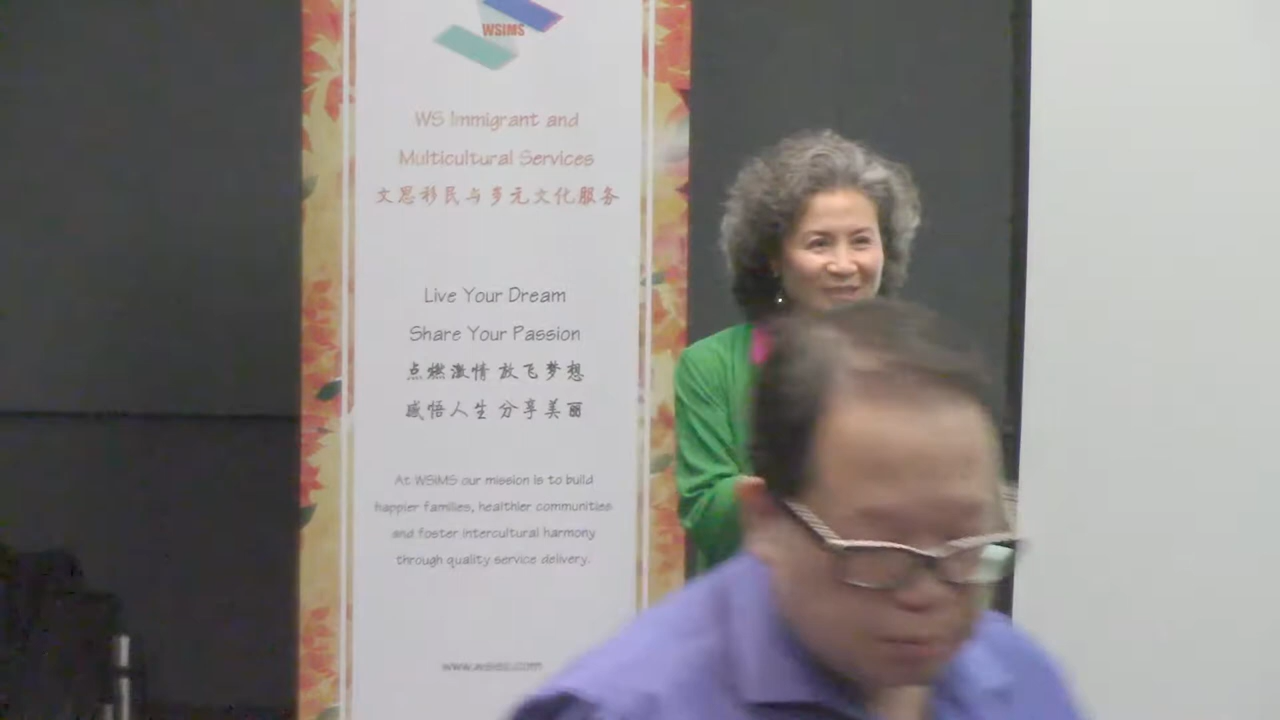 WSIMS
WS Immigrant and
Multicultural Services
文思移民与多元文化服务
Live Your Dream
Share Your Passion
点燃激情 放飞梦想
感悟人生 分享美丽
At WSIMS our mission is to build
happier families, healthier communities
and foster intercultural harmony
through quality service delivery.
www.wsims.com